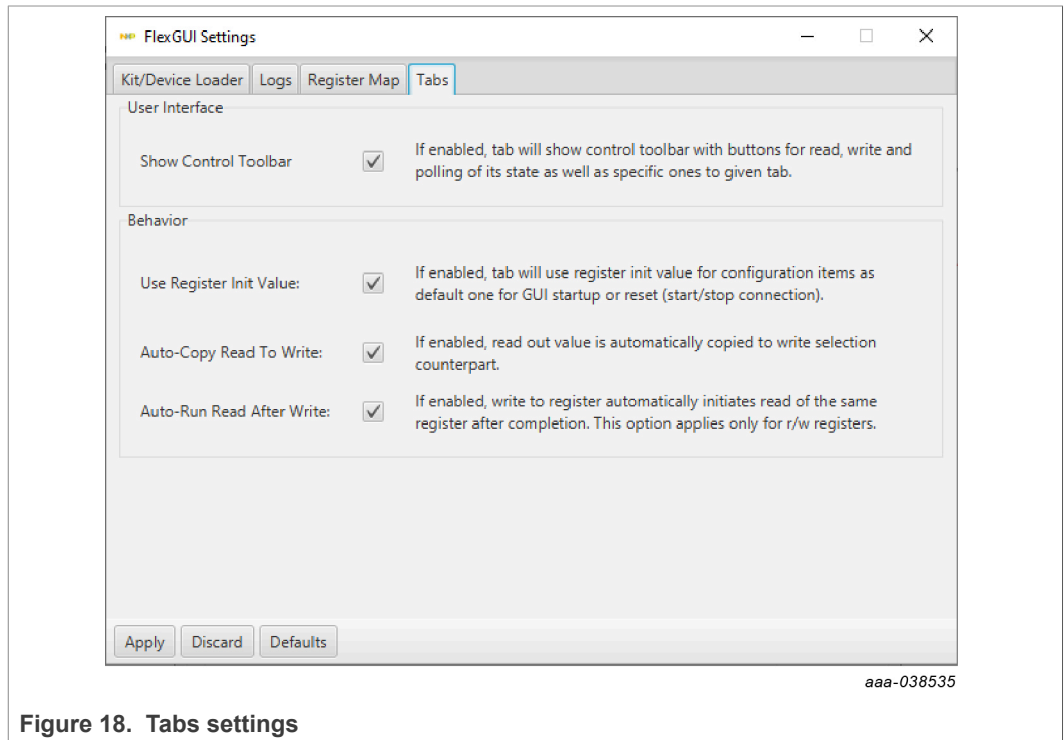 NXP FlexGUI Settings
Kit/Device Loader Logs Register Map Tabs
User Interface
Show Control Toolbar
If enabled, tab will show control toolbar with buttons for read, write and
polling of its state as well as specific ones to given tab.
Behavior
Use Register Init Value:
If enabled, tab will use register init value for configuration items as
default one for GUI startup or reset (start/stop connection).
Auto-Copy Read To Write:
If enabled, read out value is automatically copied to write selection
counterpart.
Auto-Run Read After Write:
If enabled, write to register automatically initiates read of the same
register after completion. This option applies only for r/w registers.
Apply Discard Defaults
aaa-038535
Figure 18. Tabs settings